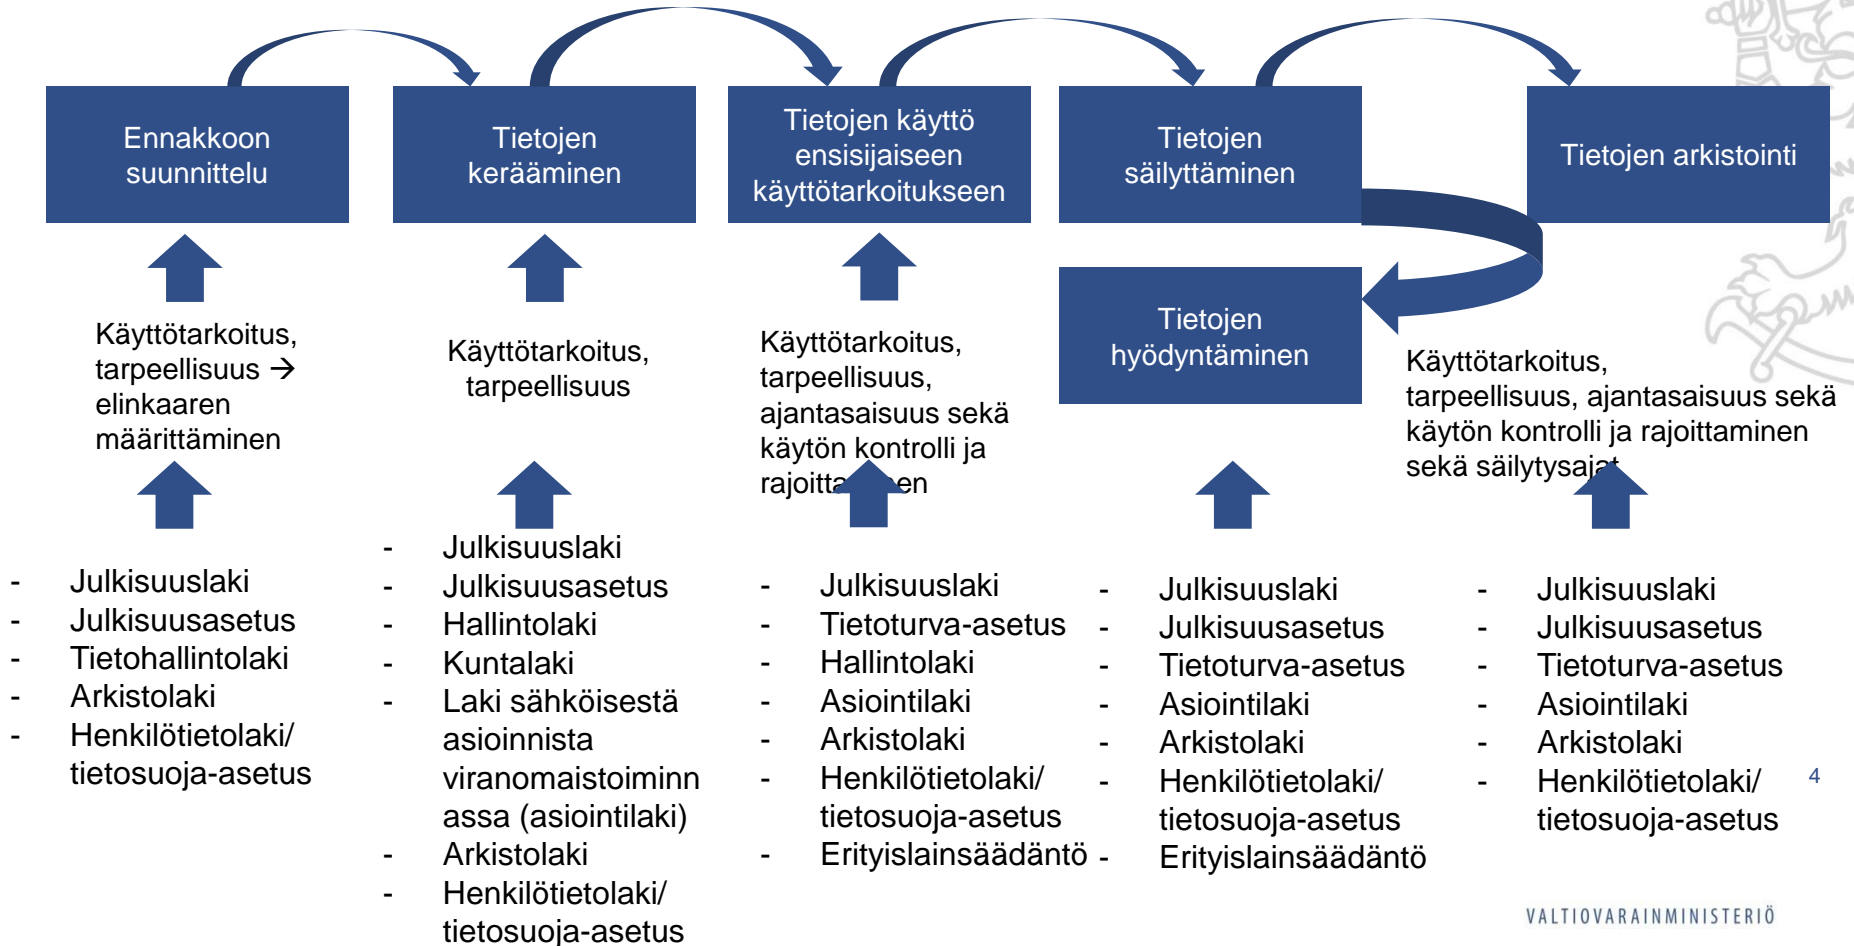 Ennakkoon
suunnittelu
Tietojen
kerääminen
Tietojen käyttö
ensisijaiseen
käyttötarkoitukseen
Tietojen
säilyttäminen
Tietojen arkistointi
Tietojen
hyödyntäminen
Käyttötarkoitus,
tarpeellisuus →
elinkaaren
määrittäminen
Käyttötarkoitus,
tarpeellisuus
Käyttötarkoitus,
tarpeellisuus,
ajantasaisuus sekä
käytön kontrolli ja
rajoittaminen
Käyttötarkoitus,
tarpeellisuus, ajantasaisuus sekä
käytön kontrolli ja rajoittaminen
sekä säilytysajat
- Julkisuuslaki
- Julkisuusasetus
- Tietohallintolaki
- Arkistolaki
- Henkilötietolaki/
tietosuoja-asetus
- Julkisuuslaki
- Julkisuusasetus
- Hallintolaki
- Kuntalaki
- Laki sähköisestä
asioinnista
viranomaistoiminn
assa (asiointilaki)
- Arkistolaki
- Henkilötietolaki/
tietosuoja-asetus
- Julkisuuslaki
- Tietoturva-asetus
- Hallintolaki
- Asiointilaki
- Arkistolaki
- Henkilötietolaki/
tietosuoja-asetus
- Erityislainsäädäntö
- Julkisuuslaki
- Julkisuusasetus
- Tietoturva-asetus
- Asiointilaki
- Arkistolaki
- Henkilötietolaki/
tietosuoja-asetus
- Erityislainsäädäntö
- Julkisuuslaki
- Julkisuusasetus
- Tietoturva-asetus
- Asiointilaki
- Arkistolaki
- Henkilötietolaki/
tietosuoja-asetus
4
VALTIOVARAINMINISTERIÖ